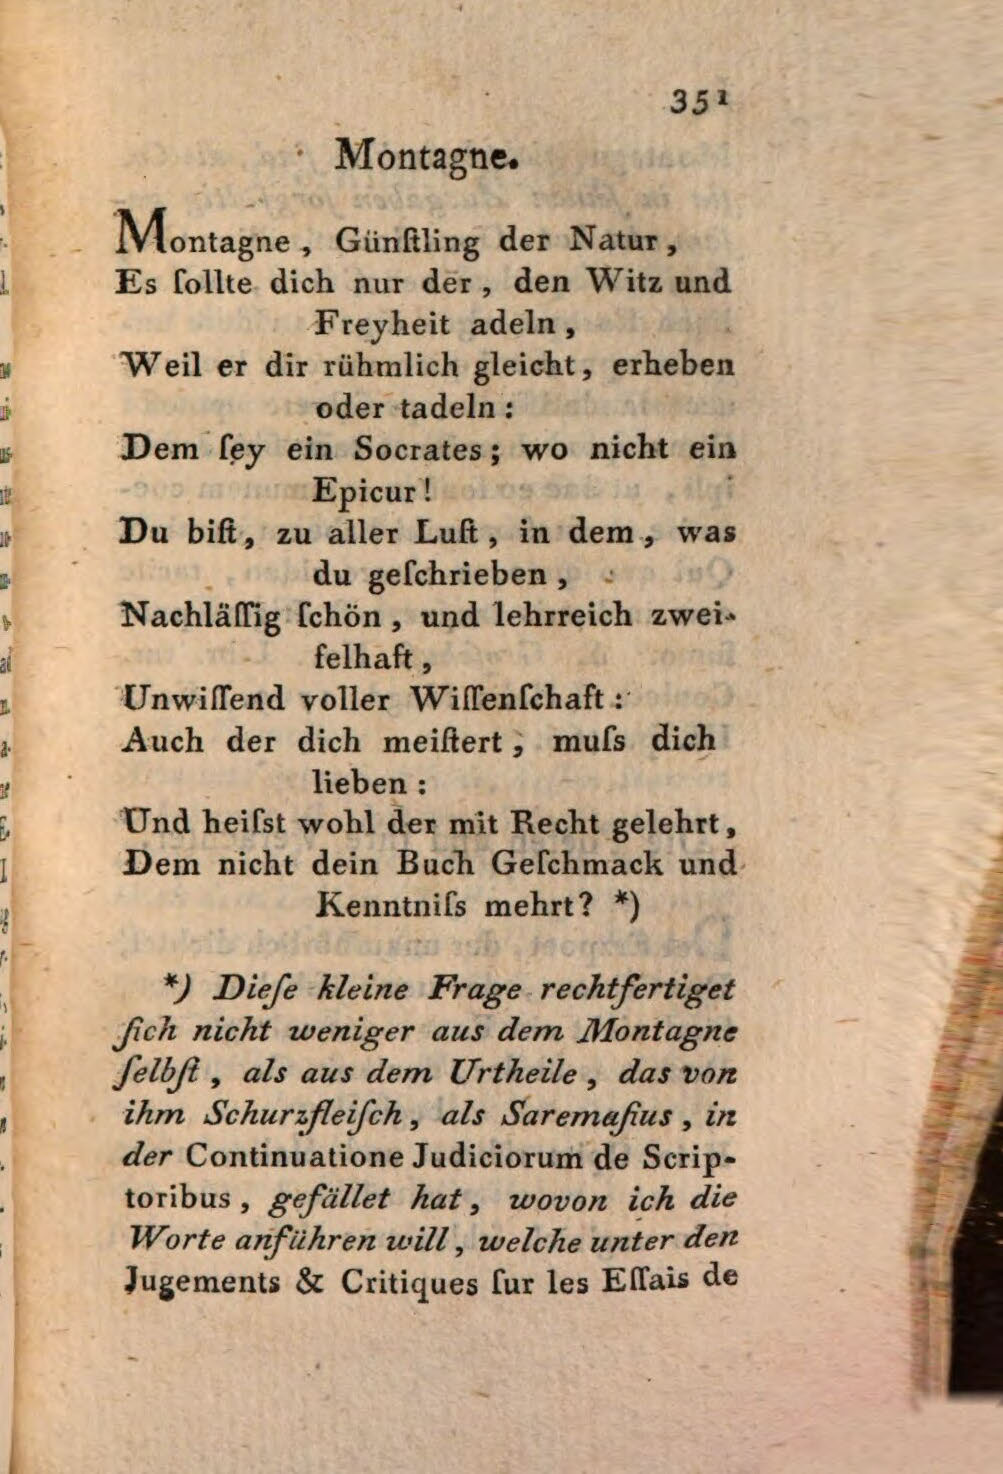 351
Montagne.
Montagne, Günſtling der Natur,
Es ſollte dich nur der, den Witz und
Freyheit adeln,
Weil er dir rühmlich gleicht, erheben
oder tadeln:
Dem ſey ein Socrates; wo nicht ein
Epicur!
Du biſt, zu aller Luſt, in dem, was
du geſchrieben,
Nachläſſig ſchön, und lehrreich zwei-
felhaft,
Unwiſſend voller Wiſſenſchaft:
Auch der dich meiſtert, muſs dich
lieben:
Und heiſst wohl der mit Recht gelehrt,
Dem nicht dein Buch Geſchmack und
Kenntniſs mehrt? *)
*) Dieſe kleine Frage rechtfertiget
ſich nicht weniger aus dem Montagne
ſelbſt, als aus dem Urtheile, das von
ihm Schurzfleiſch, als Saremaſius, in
der Continuatione Judiciorum de Scrip-
toribus, gefället hat, wovon ich die
Worte anführen will, welche unter den
Jugements & Critiques ſur les Eſſais de